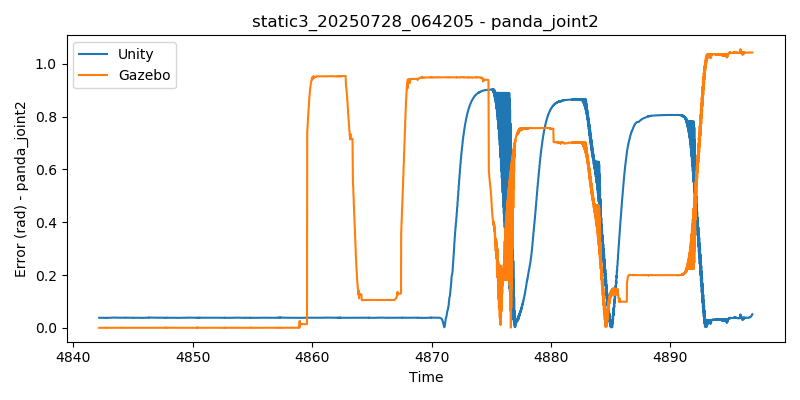 static3_20250728_064205 - panda_joint2
Unity
Gazebo
Error (rad) - panda_joint2
1.0
0.8
0.6
0.4
0.2
0.0
4840
4850
4860
4870
4880
4890
Time